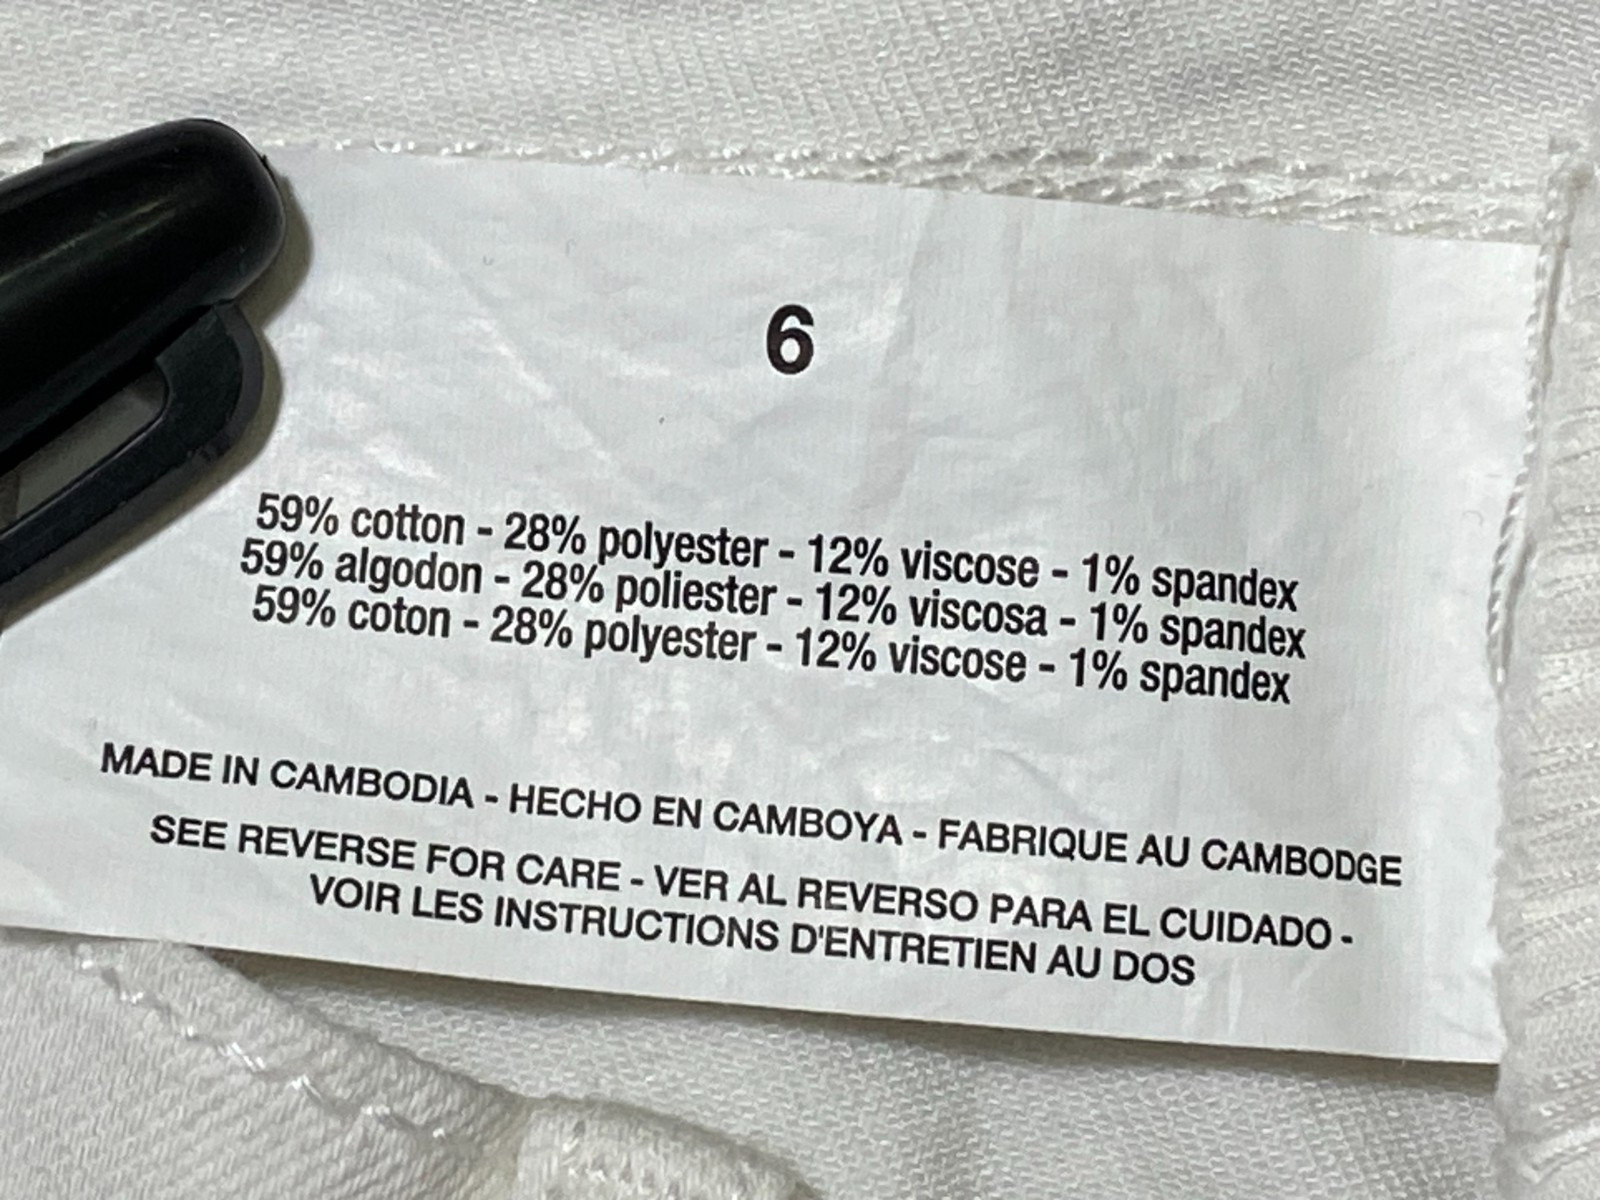 6
59% cotton - 28% polyester - 12% viscose - 1% spandex
59% algodon - 28% poliester - 12% viscosa - 1% spandex
59% coton - 28% polyester - 12% viscose - 1% spandex
MADE IN CAMBODIA - HECHO EN CAMBOYA - FABRIQUE AU CAMBODGE
SEE REVERSE FOR CARE - VER AL REVERSO PARA EL CUIDADO -
VOIR LES INSTRUCTIONS D'ENTRETIEN AU DOS